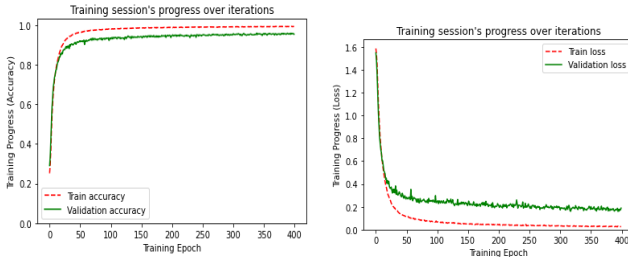 Training session's progress over iterations
Training Progress (Accuracy)
1.0
0.8
0.6
0.4
0.2
0.0
Train accuracy
Validation accuracy
0 50 100 150 200 250 300 350 400
Training Epoch
Training session's progress over iterations
Training Progress (Loss)
1.6
1.4
1.2
1.0
0.8
0.6
0.4
0.2
0.0
Train loss
Validation loss
0 50 100 150 200 250 300 350 400
Training Epoch